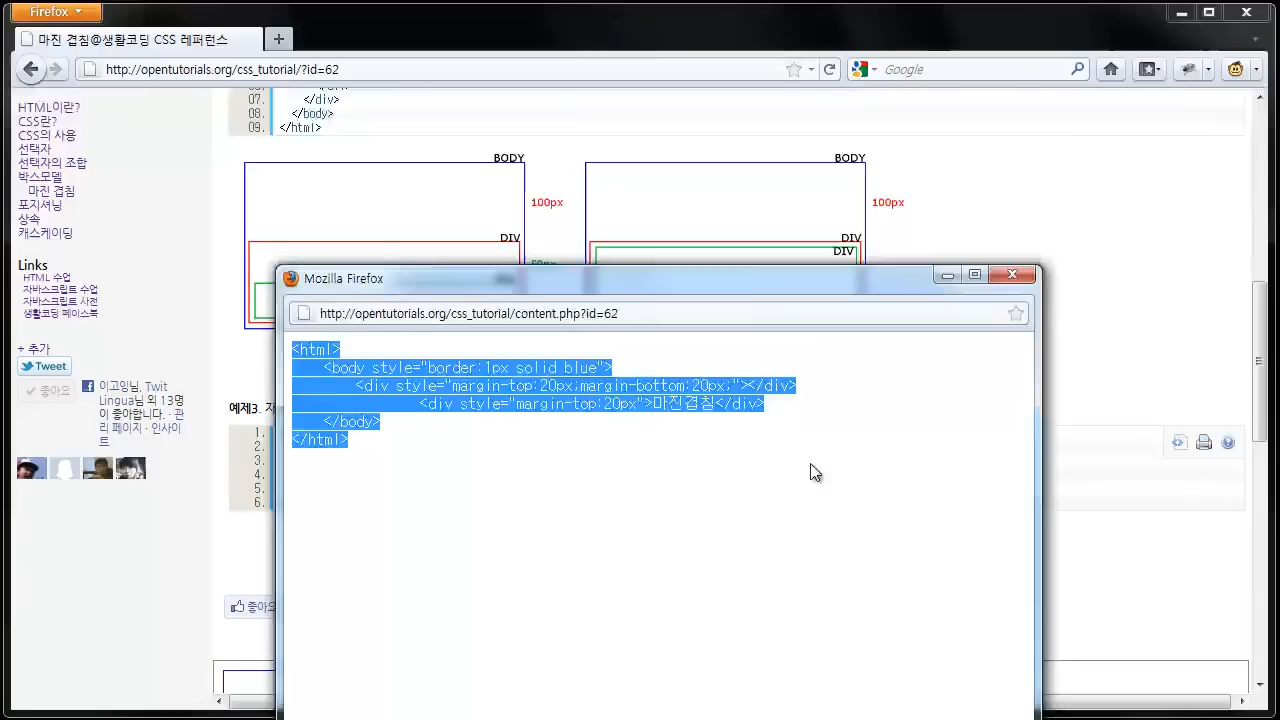 Firefox
마진 겹침@생활코딩 CSS 레퍼런스
http://opentutorials.org/css_tutorial/?id=62
Google
HTML이란?
CSS란?
CSS의 사용
선택자
선택자의 조합
박스모델
마진 겹침
포지셔닝
상속
캐스케이딩
Links
HTML 수업
자바스크립트 수업
자바스크립트 사전
생활코딩 페이스북
+ 추가
Tweet
좋아요
이고잉님, Twit
Lingua님 외 13명
이 좋아합니다. · 관
리 페이지 · 인사이
트
07. </div>
08. </body>
09. </html>
BODY
100px
DIV
50px
BODY
100px
DIV
DIV
예제3.
1.
2.
3.
4.
5.
6.
좋아요
Mozilla Firefox
http://opentutorials.org/css_tutorial/content.php?id=62
<html>
<body style="border:1px solid blue">
<div style="margin-top:20px;margin-bottom:20px;"></div>
<div style="margin-top:20px">마진겹침</div>
</body>
</html>